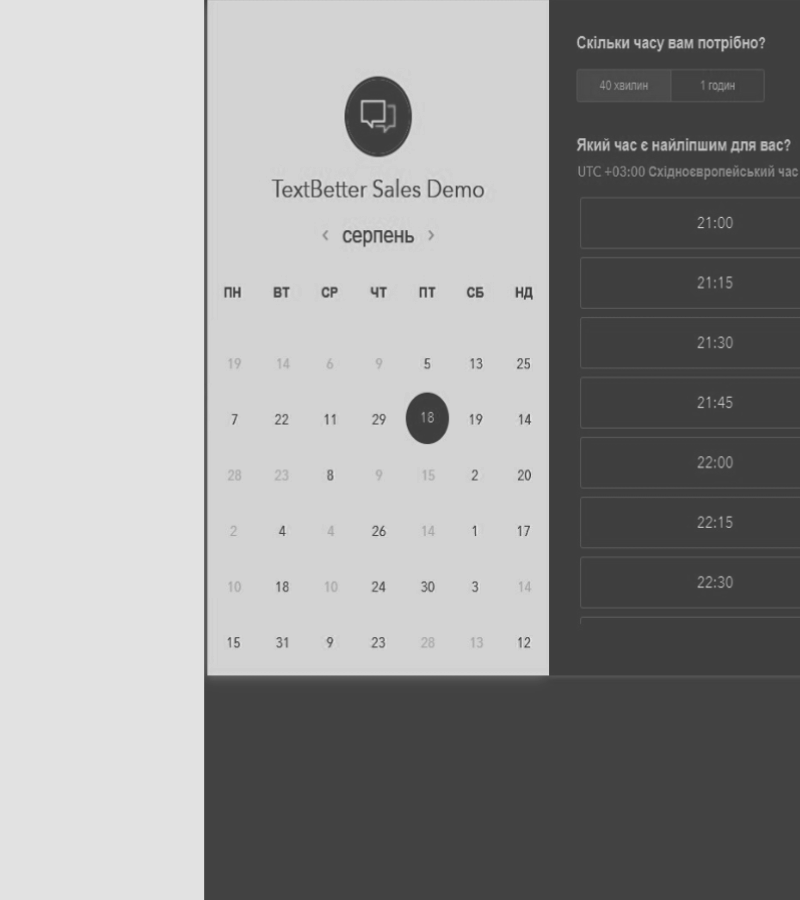 TextBetter Sales Demo
‹ серпень ›
ПН ВТ СР ЧТ ПТ СБ НД
19 14 6 9 5 13 25
7 22 11 29 18 19 14
28 23 8 9 15 2 20
2 4 4 26 14 1 17
10 18 10 24 30 3 14
15 31 9 23 28 13 12
Скільки часу вам потрібно?
40 хвилин 1 годин
Який час є найліпшим для вас?
UTC +03:00 Східноєвропейський час
21:00
21:15
21:30
21:45
22:00
22:15
22:30